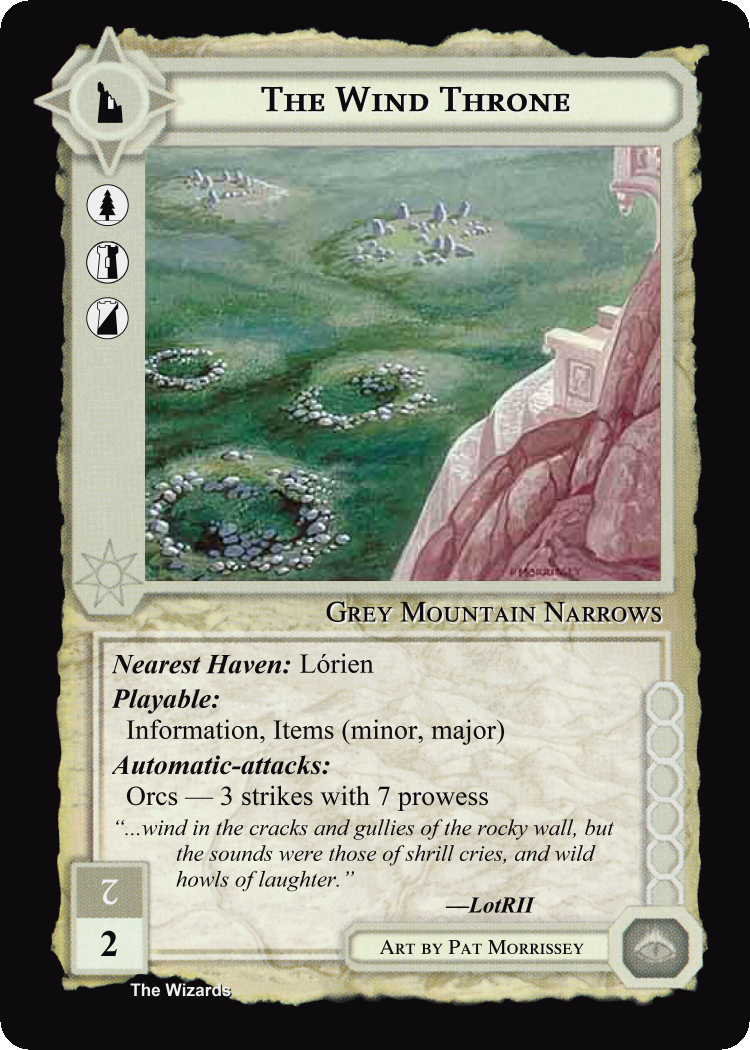 The Wind Throne
P. MORRISSEY
Grey Mountain Narrows
Nearest Haven: Lórien
Playable:
Information, Items (minor, major)
Automatic-attacks:
Orcs — 3 strikes with 7 prowess
“...wind in the cracks and gullies of the rocky wall, but
the sounds were those of shrill cries, and wild
howls of laughter.”
—LotRII
2
2
Art by Pat Morrissey
The Wizards